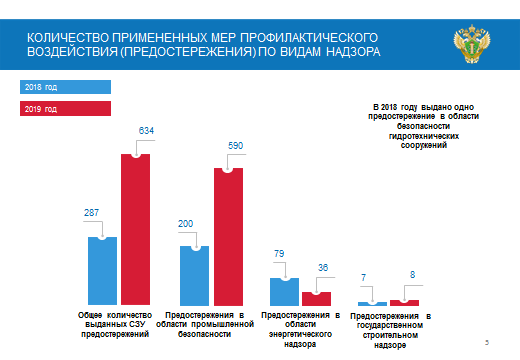 КОЛИЧЕСТВО ПРИМЕНЕННЫХ МЕР ПРОФИЛАКТИЧЕСКОГО
ВОЗДЕЙСТВИЯ (ПРЕДОСТЕРЕЖЕНИЯ) ПО ВИДАМ НАДЗОРА
2018 год
2019 год
В 2018 году выдано одно
предостережение в области
безопасности
гидротехнических
сооружений
634
590
287
200
79
36
7
8
Общее количество
выданных СЗУ
предостережений
Предостережения в
области промышленной
безопасности
Предостережения в
области
энергетического
надзора
Предостережения в
государственном
строительном
надзоре
5